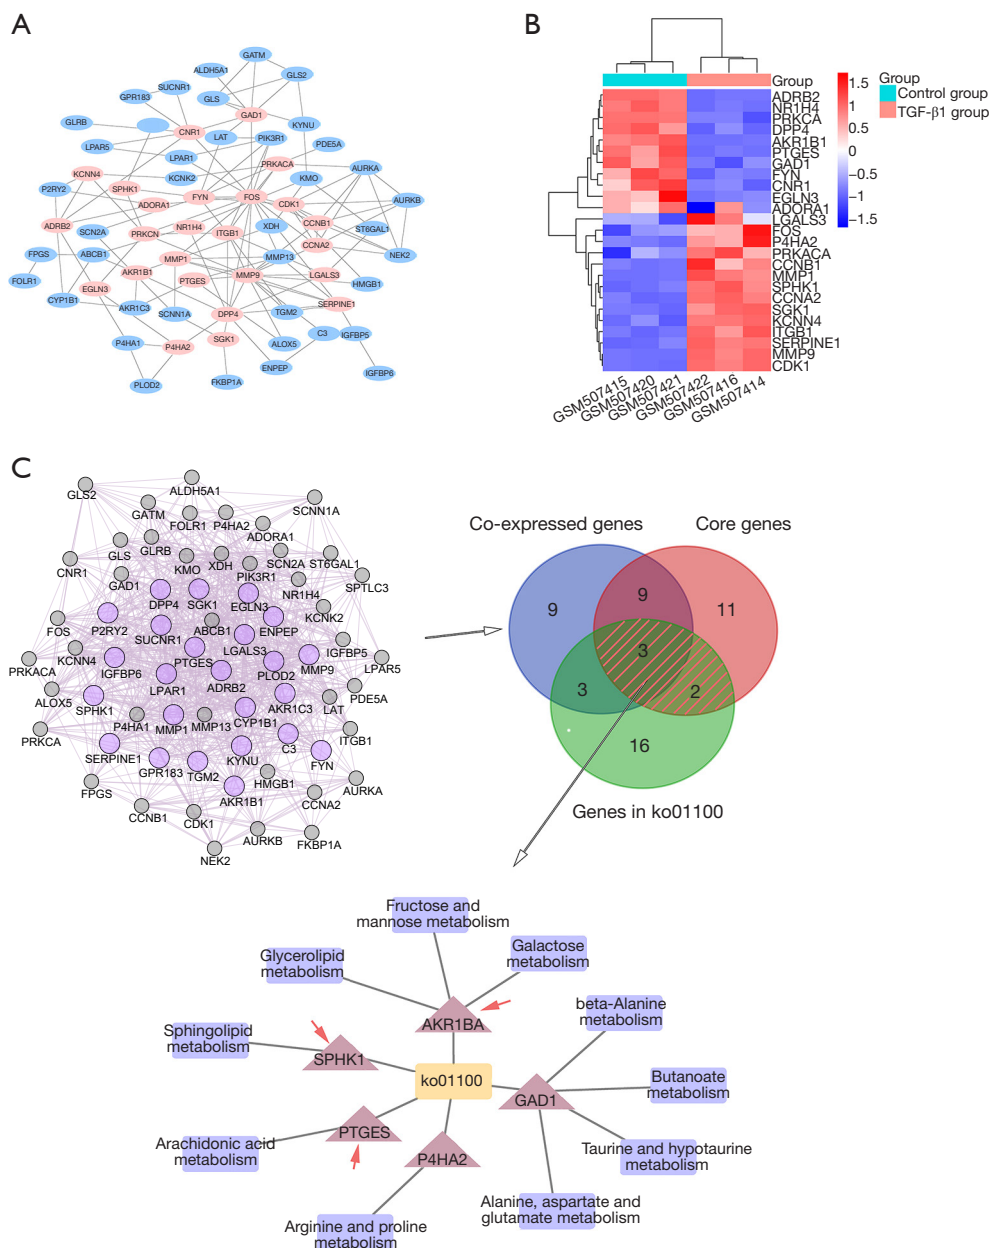 A
GATM
ALDH5A1
GLS2
SUCNR1
GPR183
GLS
GAD1
GLRB
KYNU
CNR1
LAT
PIK3R1
PDE5A
LPAR5
LPAR1
PRKACA
AURKA
KCNN4
KCNK2
KMO
P2RY2
SPHK1
FYN
FOS
AURKB
ADORA1
CDK1
ADRB2
CCNB1
ST6GAL1
SCN2A
PRKCN
NR1H4
ITGB1
XDH
CCNA2
NEK2
FPGS
ABCB1
MMP1
MMP13
FOLR1
AKR1B1
PTGES
MMP9
LGALS3
HMGB1
CYP1B1
EGLN3
AKR1C3
SCNN1A
DPP4
TGM2
SERPINE1
P4HA1
P4HA2
SGK1
ALOX5
C3
IGFBP5
PLOD2
FKBP1A
ENPEP
IGFBP6
B
Group
ADRB2
NR1H4
PRKCA
DPP4
AKR1B1
PTGES
GAD1
FYN
CNR1
EGLN3
ADORA1
LGALS3
FOS
P4HA2
PRKACA
CCNB1
MMP1
SPHK1
CCNA2
SGK1
KCNN4
ITGB1
SERPINE1
MMP9
CDK1
GSM507415
GSM507420
GSM507421
GSM507422
GSM507416
GSM507414
1.5
1
0.5
0
−0.5
−1
−1.5
Group
Control group
TGF-β1 group
C
GLS2
ALDH5A1
SCNN1A
GATM
FOLR1
P4HA2
ADORA1
GLS
GLRB
KMO
XDH
SCN2A
ST6GAL1
CNR1
GAD1
PIK3R1
NR1H4
SPTLC3
DPP4
SGK1
EGLN3
KCNK2
FOS
P2RY2
SUCNR1
ABCB1
LGALS3
ENPEP
IGFBP5
PRKACA
KCNN4
IGFBP6
PTGES
PLOD2
MMP9
LPAR5
ALOX5
LPAR1
ADRB2
AKR1C3
PDE5A
SPHK1
LAT
PRKCA
P4HA1
MMP1
MMP13
CYP1B1
ITGB1
SERPINE1
GPR183
TGM2
KYNU
C3
FYN
FPGS
AKR1B1
HMGB1
AURKA
CCNB1
CDK1
CCNA2
AURKB
FKBP1A
NEK2
Co-expressed genes
Core genes
9
9
11
3
3
2
16
Genes in ko01100
Fructose and
mannose metabolism
Glycerolipid
metabolism
Galactose
metabolism
AKR1BA
beta-Alanine
metabolism
Sphingolipid
metabolism
SPHK1
ko01100
GAD1
Butanoate
metabolism
PTGES
Arachidonic acid
metabolism
P4HA2
Taurine and hypotaurine
metabolism
Arginine and proline
metabolism
Alanine, aspartate and
glutamate metabolism